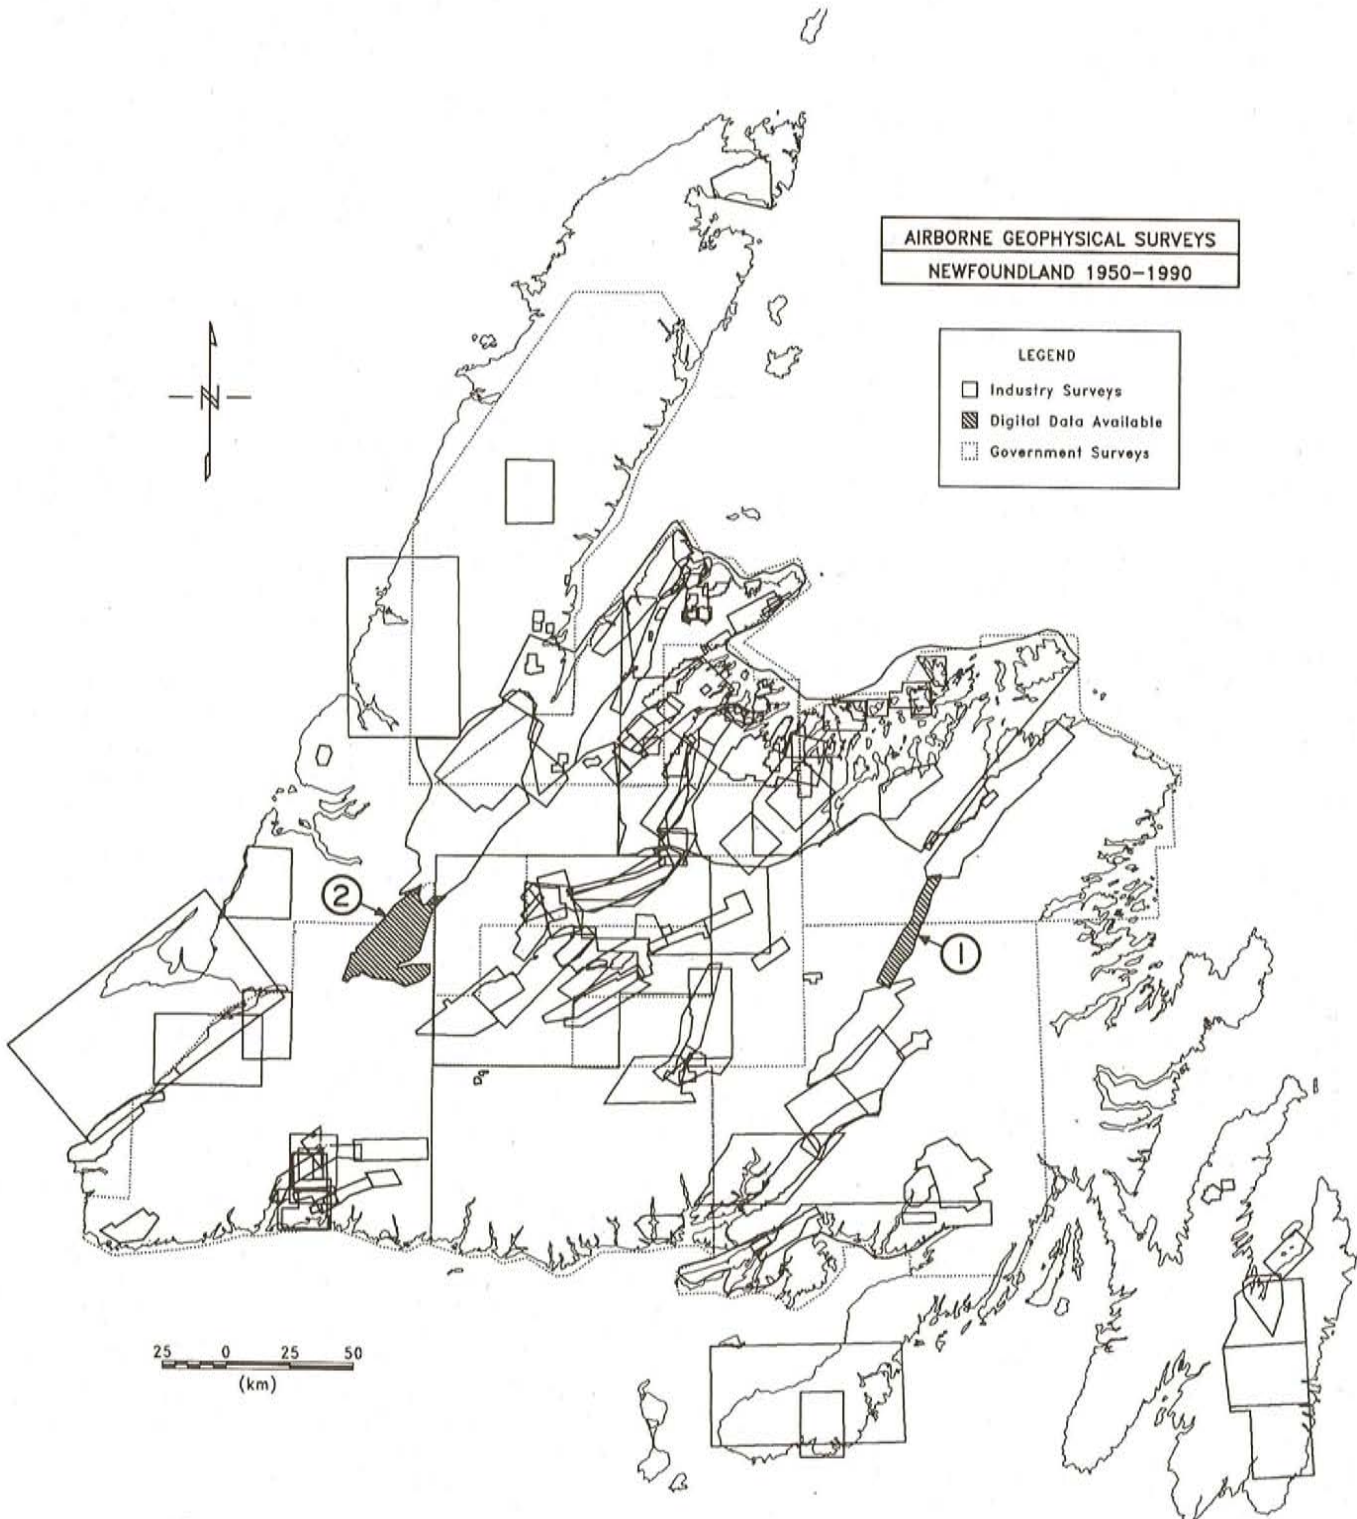 AIRBORNE GEOPHYSICAL SURVEYS
NEWFOUNDLAND 1950-1990
LEGEND
Industry Surveys
Digital Data Available
Government Surveys
N
2
1
25 0 25 50
(km)